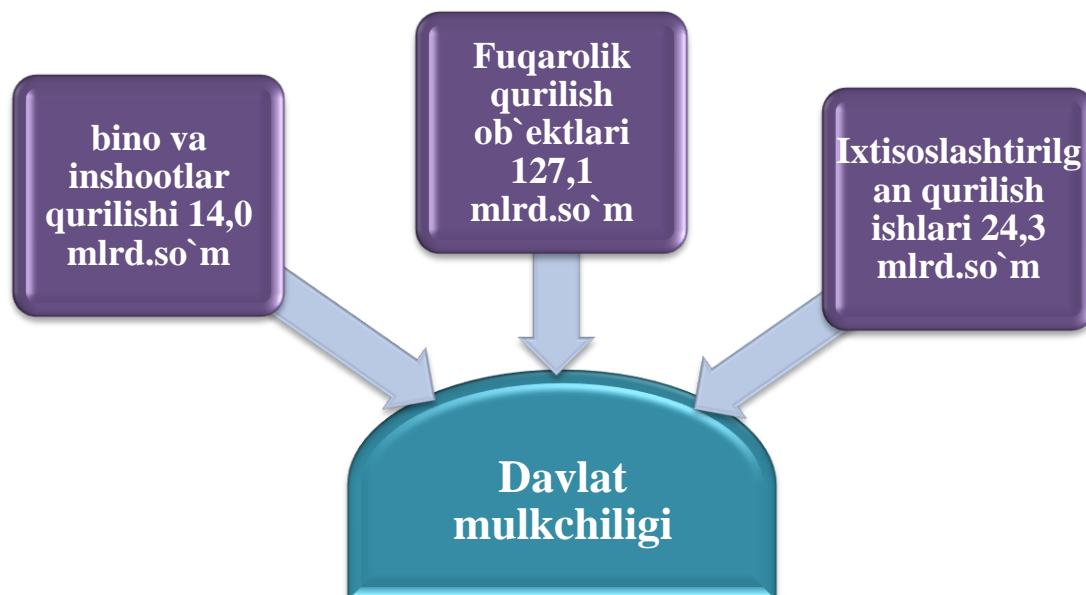 bino va
inshootlar
qurilishi 14,0
mlrd.so`m
Fuqarolik
qurilish
ob`ektlari
127,1
mlrd.so`m
Ixtisoslashtirilg
an qurilish
ishlari 24,3
mlrd.so`m
Davlat
mulkchiligi